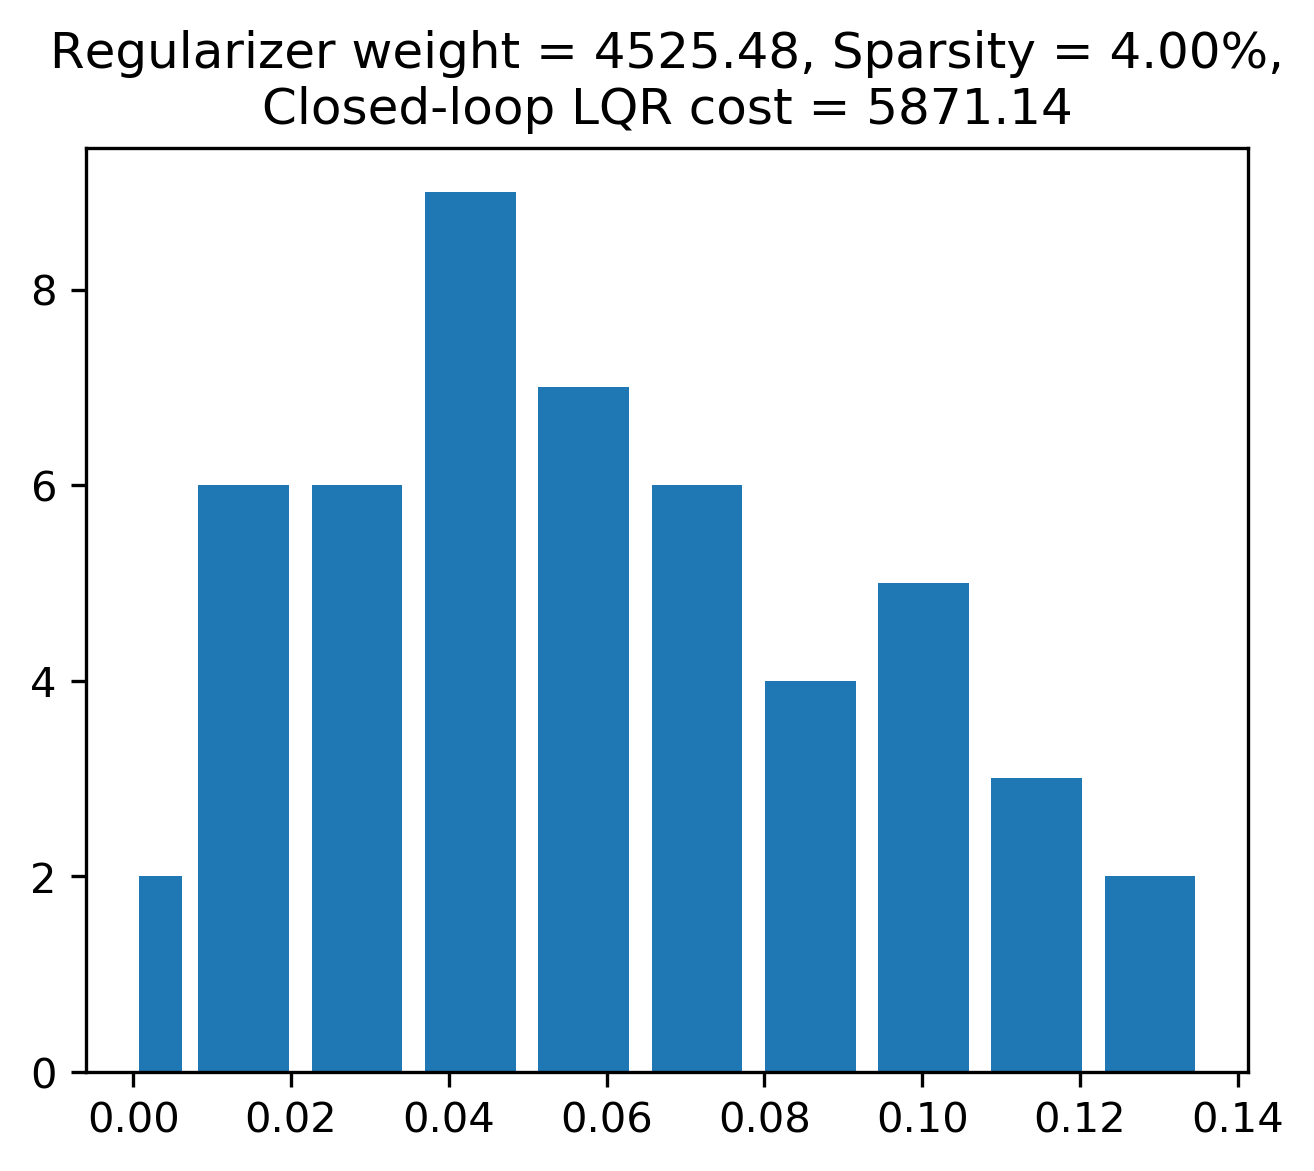 Regularizer weight = 4525.48, Sparsity = 4.00%,
Closed-loop LQR cost = 5871.14
8
6
4
2
0
0.00 0.02 0.04 0.06 0.08 0.10 0.12 0.14